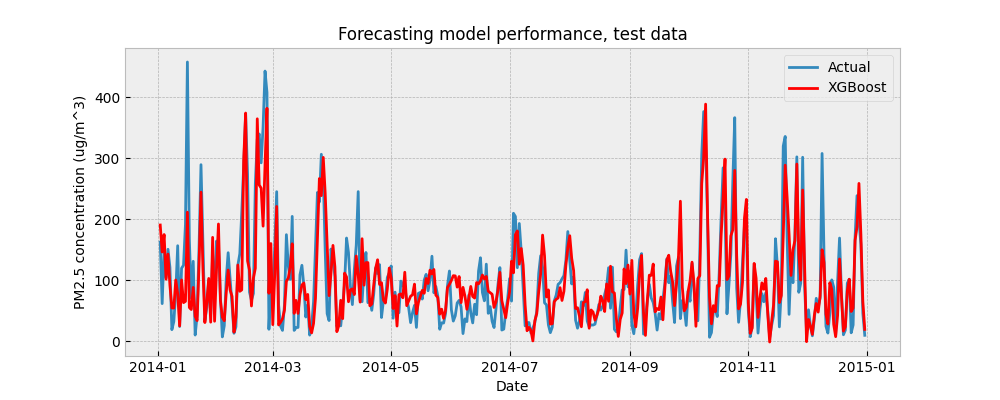 Forecasting model performance, test data
Actual
XGBoost
PM2.5 concentration (ug/m^3)
400
300
200
100
0
2014-01
2014-03
2014-05
2014-07
2014-09
2014-11
2015-01
Date